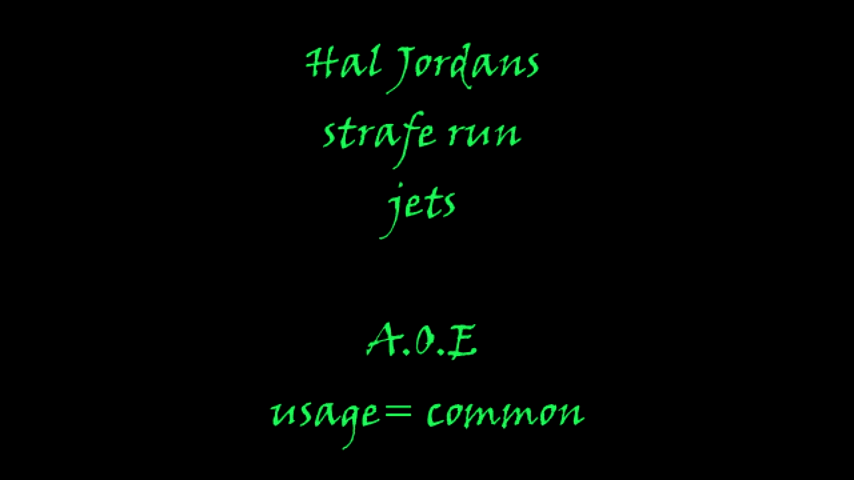 Hal Jordans
strafe run
jets
A.O.E
usage= common